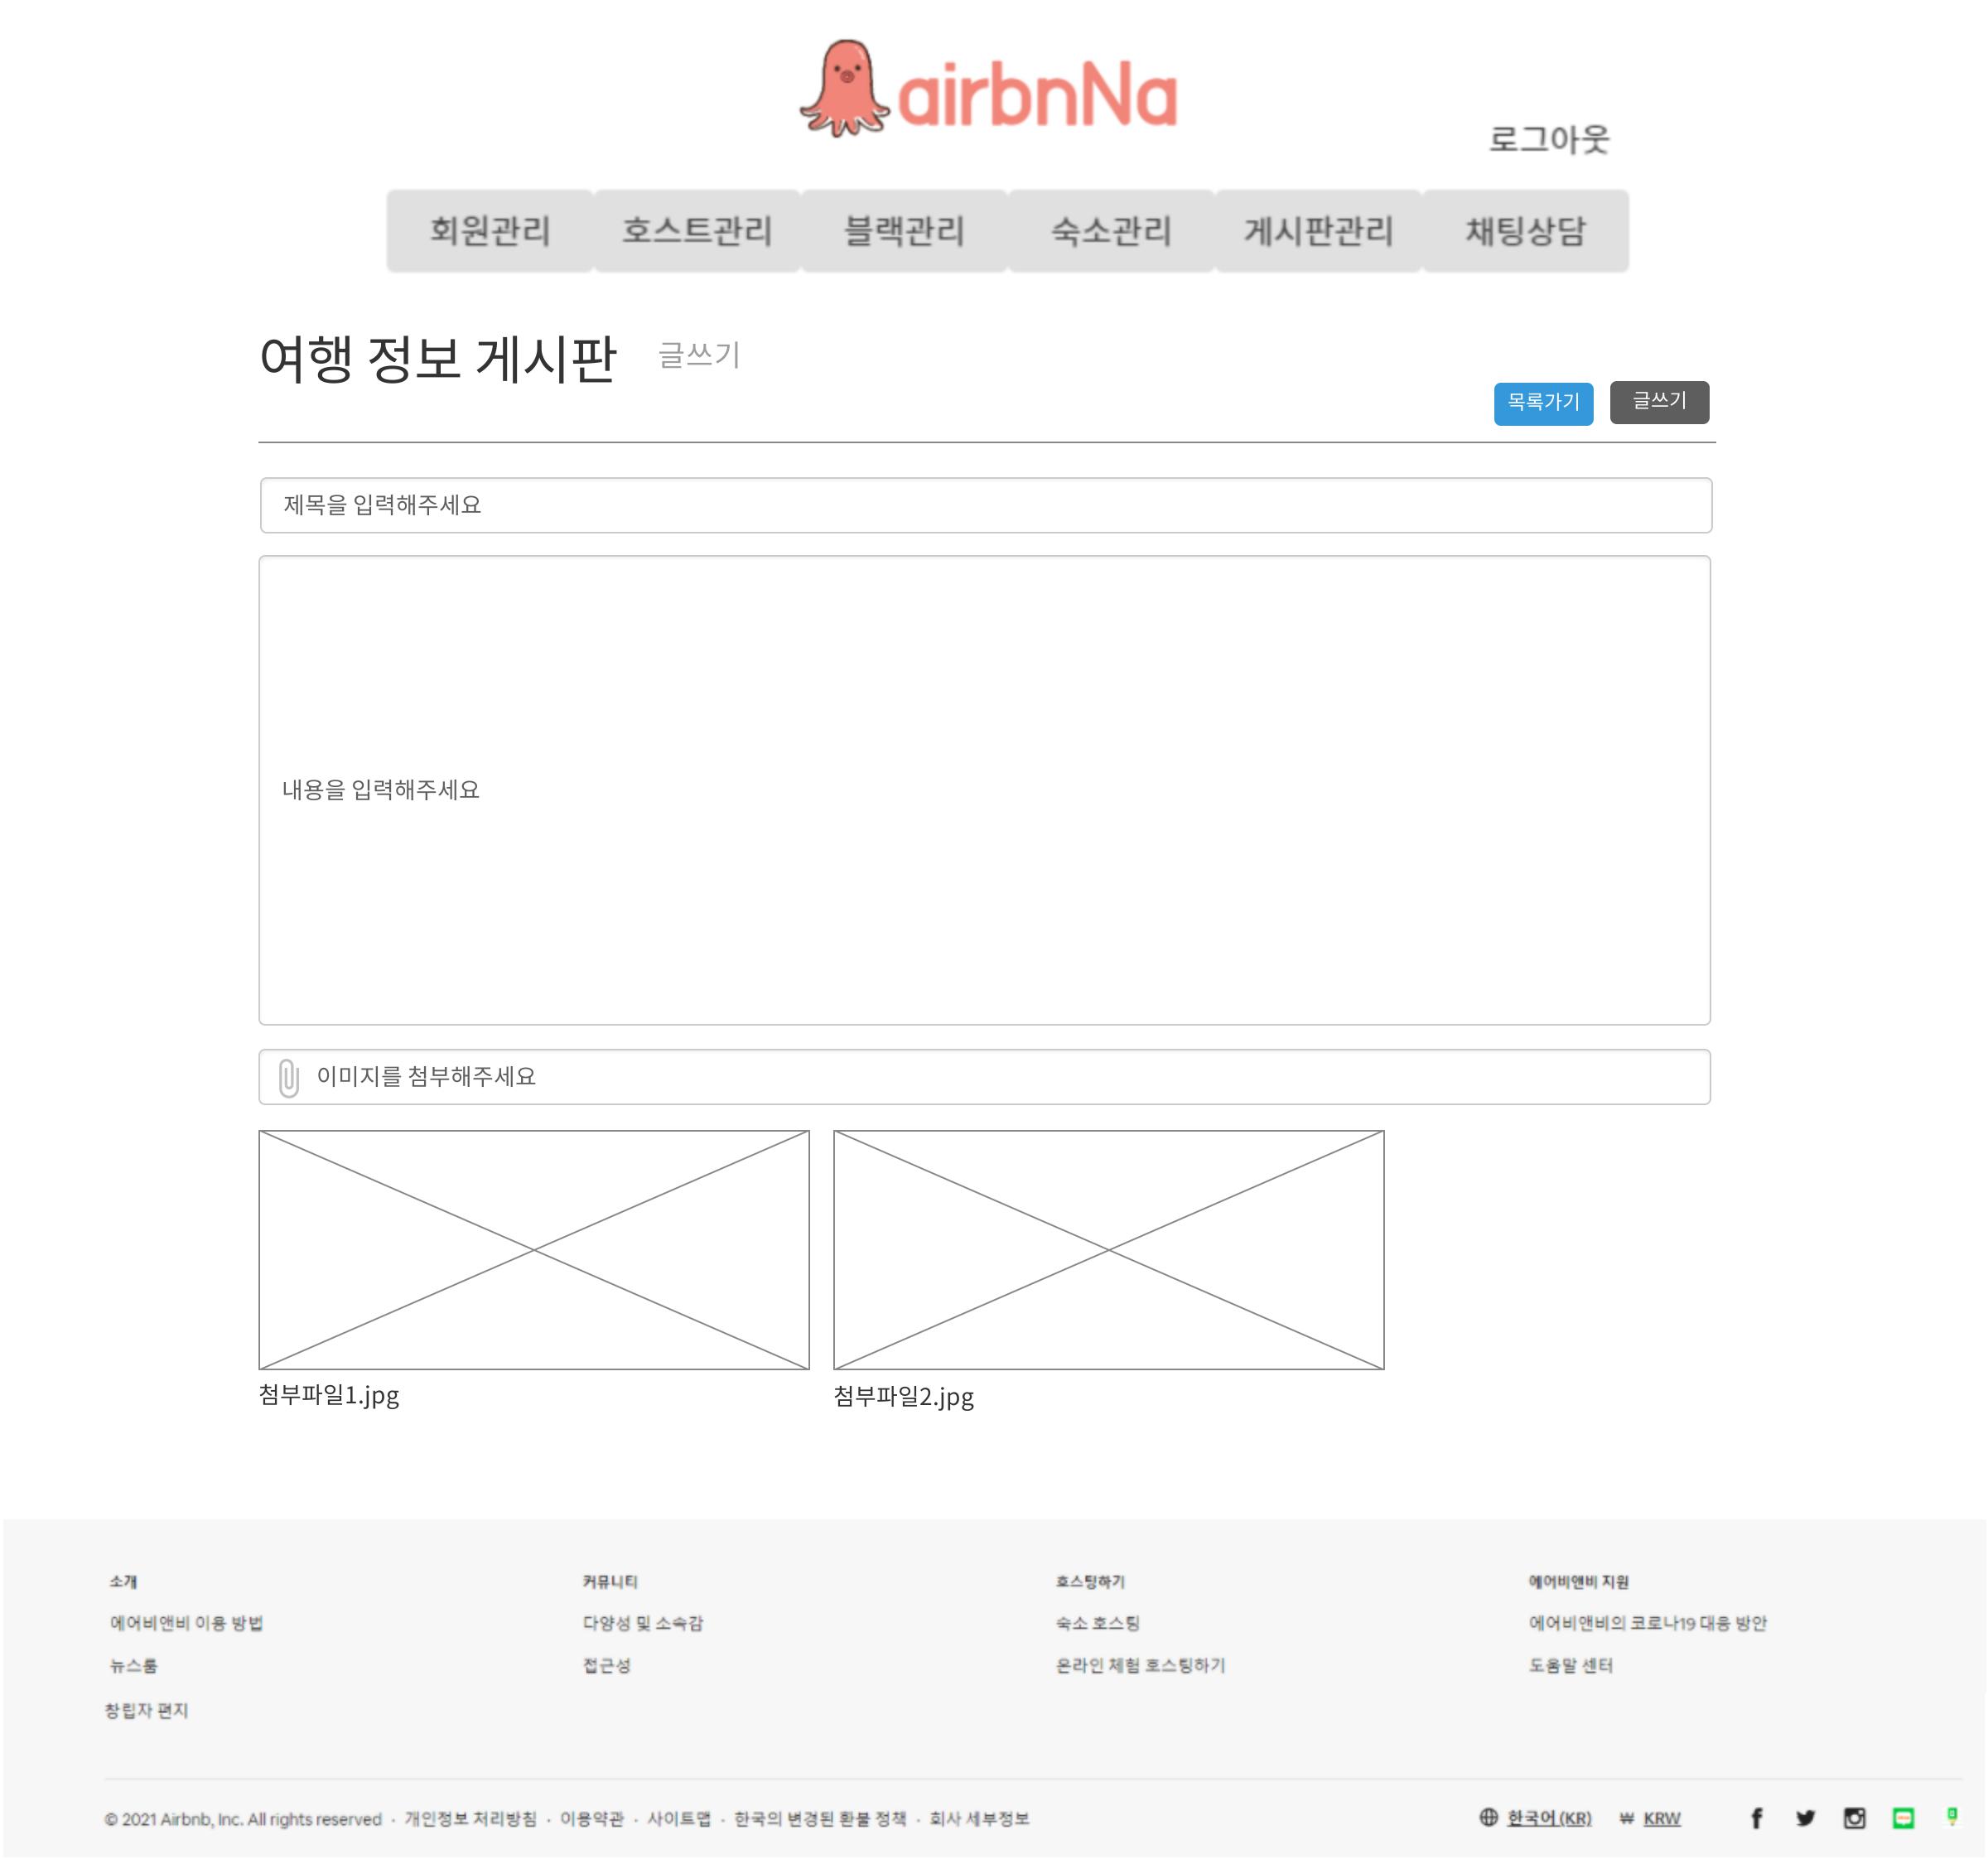 airbnNa
로그아웃
회원관리 호스트관리 블랙관리 숙소관리 게시판관리 채팅상담
여행 정보 게시판 글쓰기
목록가기 글쓰기
제목을 입력해주세요
내용을 입력해주세요
이미지를 첨부해주세요
첨부파일1.jpg 첨부파일2.jpg
소개 커뮤니티 호스팅하기 에어비앤비 지원
에어비앤비 이용 방법 다양성 및 소속감 숙소 호스팅 에어비앤비의 코로나19 대응 방안
뉴스룸 접근성 온라인 체험 호스팅하기 도움말 센터
창립자 편지
© 2021 Airbnb, Inc. All rights reserved · 개인정보 처리방침 · 이용약관 · 사이트맵 · 한국의 변경된 환불 정책 · 회사 세부정보 한국어 (KR) ₩ KRW